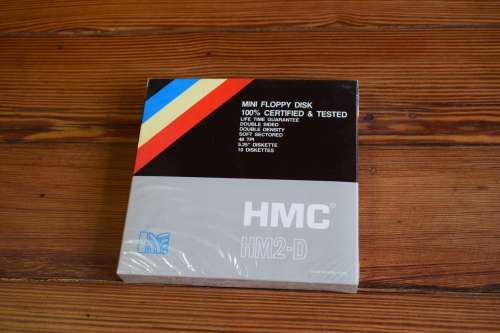 MINI FLOPPY DISK
100% CERTIFIED & TESTED
LIFE TIME GUARANTEE
DOUBLE SIDED
DOUBLE DENSITY
SOFT SECTORED
48 TPI
5.25" DISKETTE
10 DISKETTES
HMC®
HM2-D